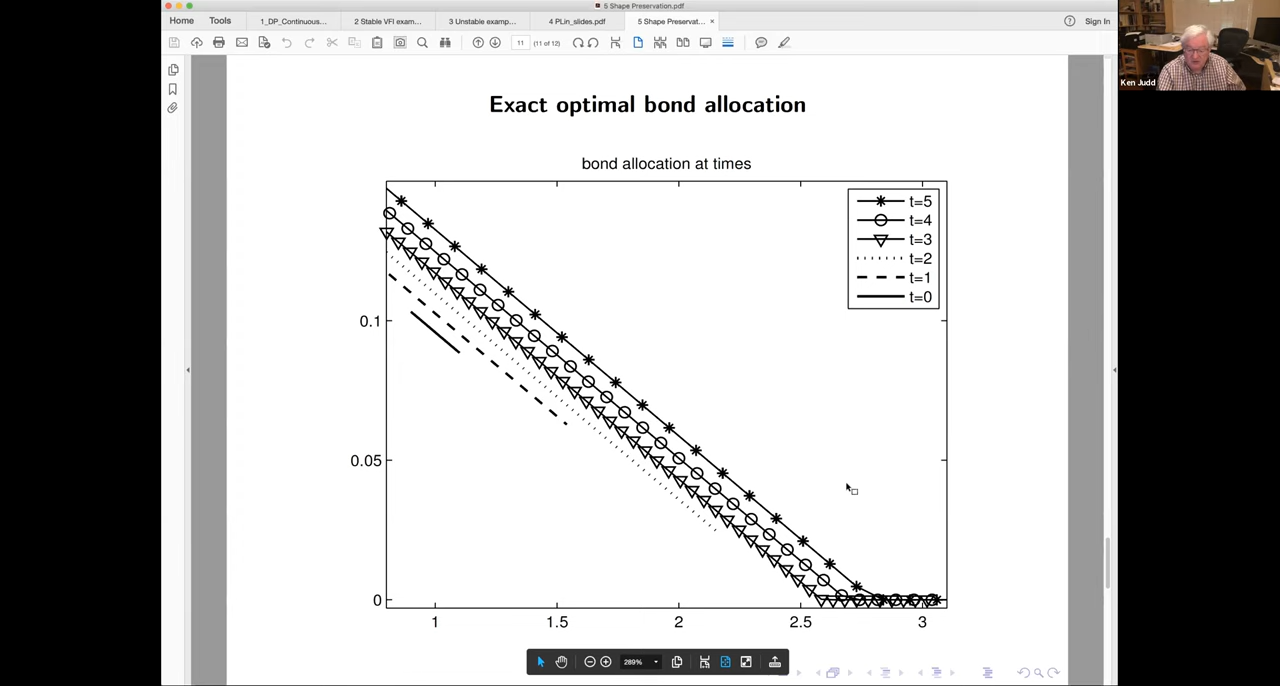 5 Shape Preservation.pdf
Home Tools 1_DP_Continuous... 2 Stable VFI exam... 3 Unstable examp... 4 PLin_slides.pdf 5 Shape Preservat... × Sign In
11 (11 of 12)
Ken Judd
Exact optimal bond allocation
bond allocation at times
t=5
t=4
t=3
t=2
t=1
t=0
0.1
0.05
0
1 1.5 2 2.5 3
289%